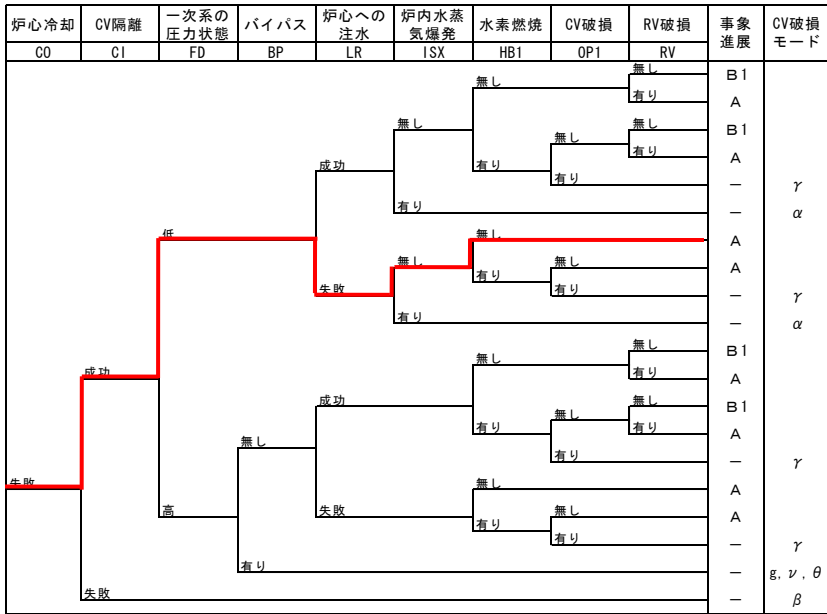 炉心冷却 CV隔離 一次系の圧力状態 バイパス 炉心への注水 炉内水蒸気爆発 水素燃焼 CV破損 RV破損 事象進展 CV破損モード
CO CI FD BP LR ISX HB1 OP1 RV
無し B1
無し
有り A
無し
無し B1
無し
有り A
成功 有り
有り — γ
有り — α
低 無し A
無し
無し A
有り
失敗
有り — γ
有り — α
B1
無し
無し
成功 有り A
成功
無し B1
無し
有り A
有り
無し
有り — γ
失敗
無し A
高 失敗
無し A
有り
有り — γ
有り — g, ν, θ
失敗 — β